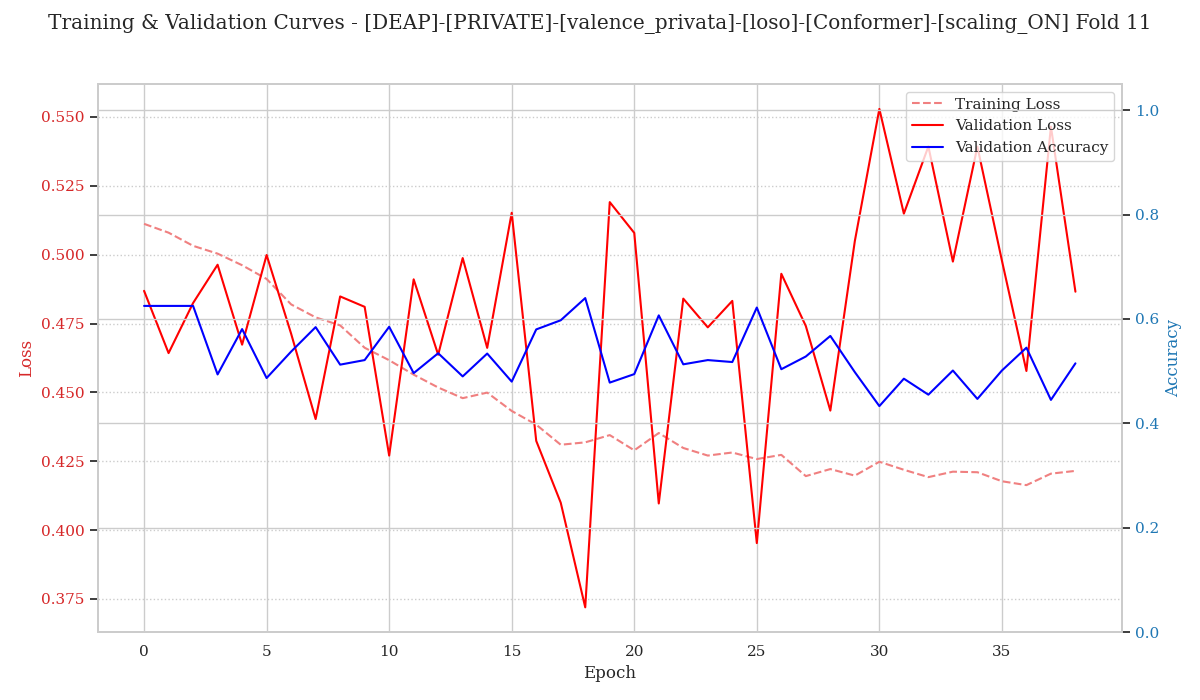 Training & Validation Curves - [DEAP]-[PRIVATE]-[valence_privata]-[loso]-[Conformer]-[scaling_ON] Fold 11
Training Loss
Validation Loss
Validation Accuracy
Loss
0.550
0.525
0.500
0.475
0.450
0.425
0.400
0.375
1.0
0.8
0.6
0.4
0.2
0.0
Accuracy
0 5 10 15 20 25 30 35
Epoch